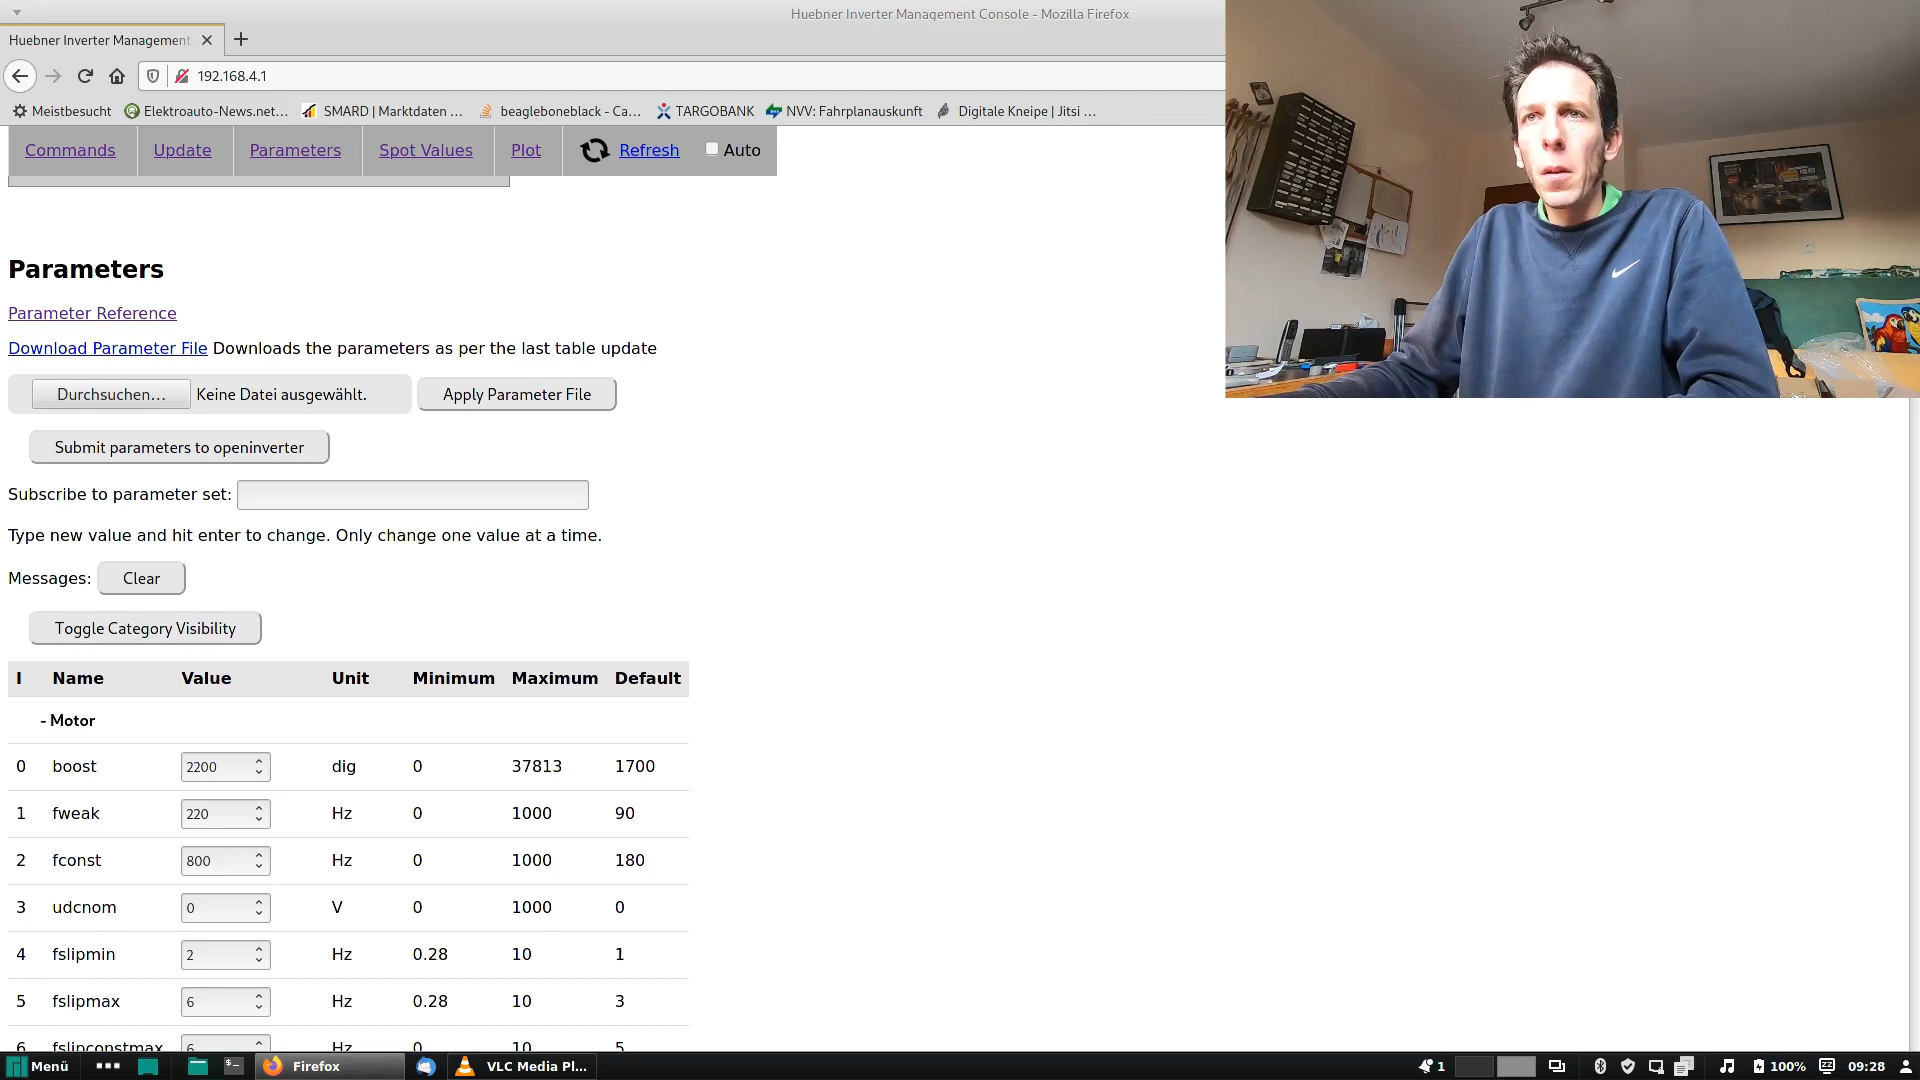 Huebner Inverter Management Console - Mozilla Firefox
Huebner Inverter Management
192.168.4.1
Meistbesucht
Elektroauto-News.net...
SMARD | Marktdaten ...
beagleboneblack - Ca...
TARGOBANK
NVV: Fahrplanauskunft
Digitale Kneipe | Jitsi ...
Commands Update Parameters Spot Values Plot Refresh Auto
Parameters
Parameter Reference
Download Parameter File Downloads the parameters as per the last table update
Durchsuchen... Keine Datei ausgewählt. Apply Parameter File
Submit parameters to openinverter
Subscribe to parameter set:
Type new value and hit enter to change. Only change one value at a time.
Messages: Clear
Toggle Category Visibility
I Name Value Unit Minimum Maximum Default
- Motor
0 boost 2200 dig 0 37813 1700
1 fweak 220 Hz 0 1000 90
2 fconst 800 Hz 0 1000 180
3 udcnom 0 V 0 1000 0
4 fslipmin 2 Hz 0.28 10 1
5 fslipmax 6 Hz 0.28 10 3
6 fslipconstmax 6 Hz 0 10 5
Menü Firefox VLC Media Pl... 1 100% 09:28